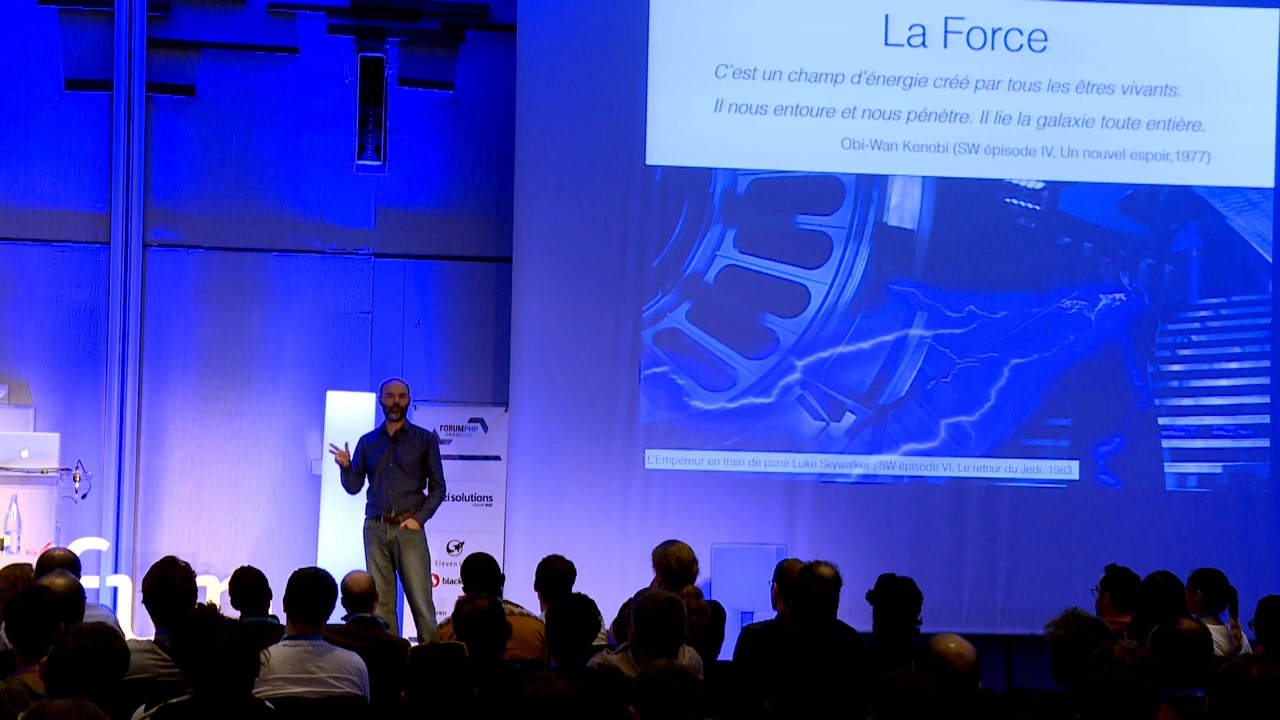 La Force
C'est un champ d'énergie créé par tous les êtres vivants.
Il nous entoure et nous pénètre. Il lie la galaxie toute entière.
Obi-Wan Kenobi (SW épisode IV, Un nouvel espoir, 1977)
L'Empereur en train de punir Luke Skywalker ; SW épisode VI, Le retour du Jedi, 1983.
FORUMPHP
solutions
Eleven
black